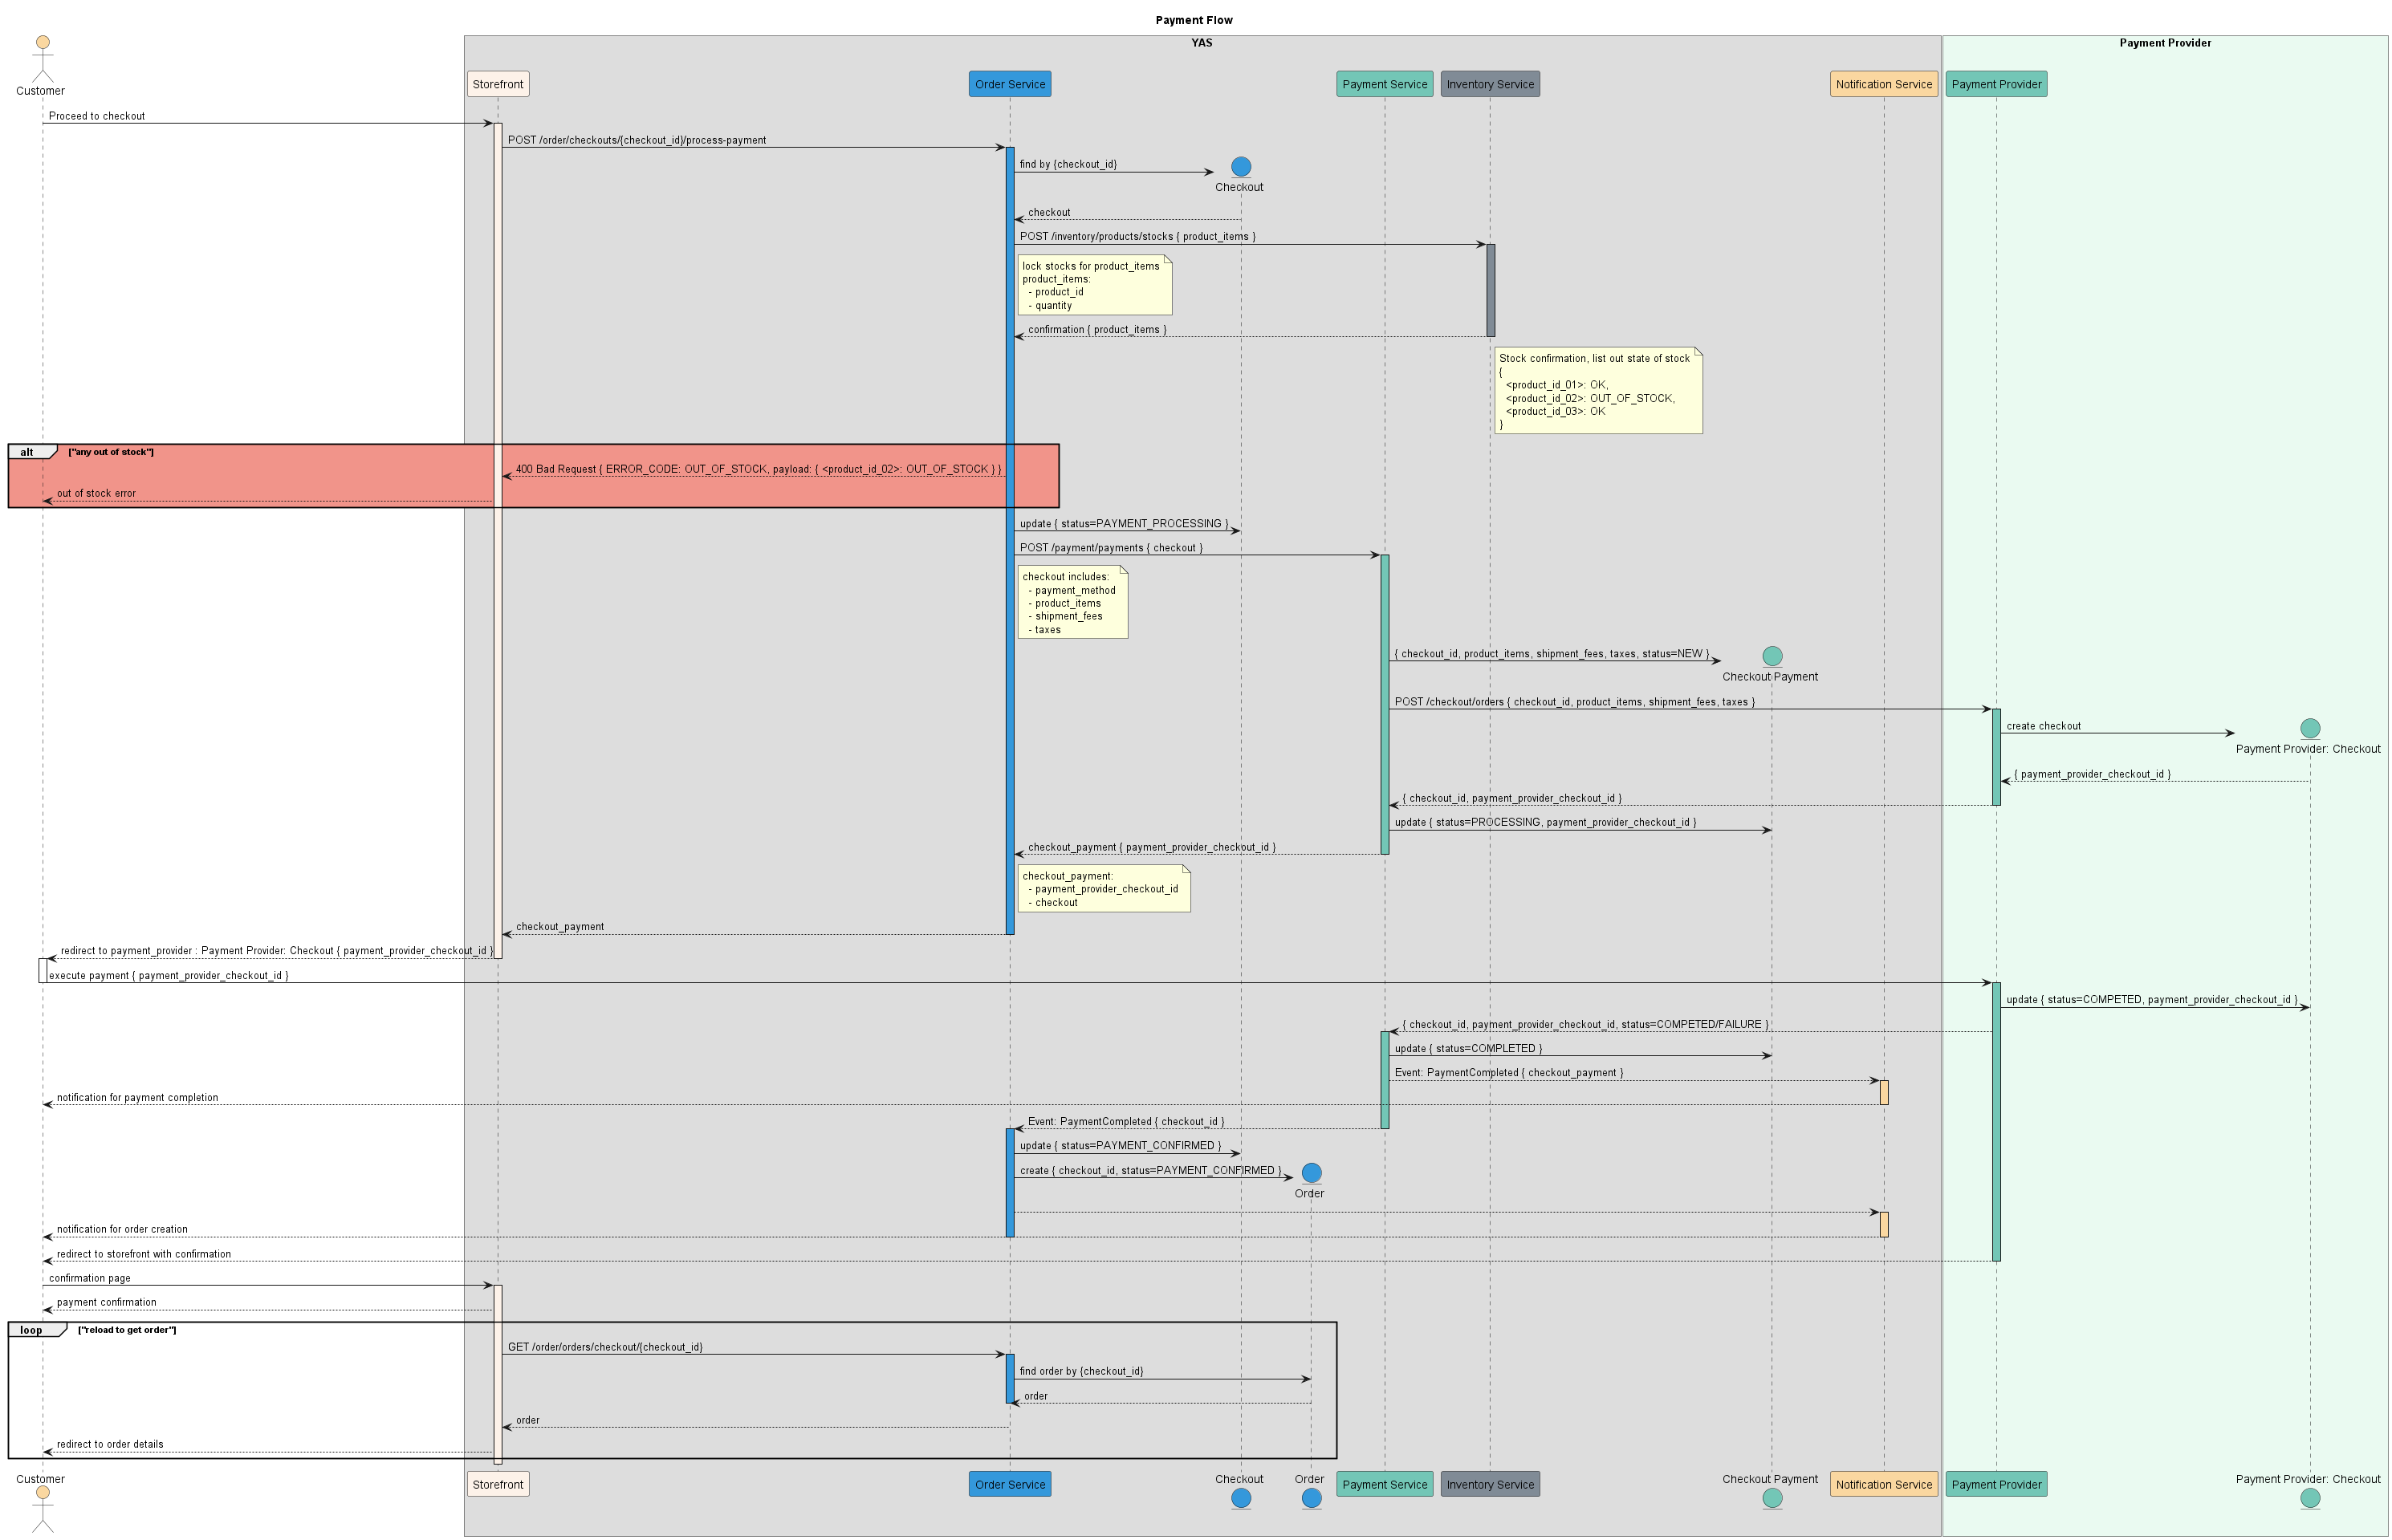 Payment Flow
YAS
Payment Provider
Customer
Storefront
Order Service
Payment Service
Inventory Service
Notification Service
Payment Provider
Proceed to checkout
POST /order/checkouts/{checkout_id}/process-payment
find by {checkout_id}
Checkout
checkout
POST /inventory/products/stocks { product_items }
lock stocks for product_items
product_items:
- product_id
- quantity
confirmation { product_items }
Stock confirmation, list out state of stock
{
<product_id_01>: OK,
<product_id_02>: OUT_OF_STOCK,
<product_id_03>: OK
}
alt ["any out of stock"]
400 Bad Request { ERROR_CODE: OUT_OF_STOCK, payload: { <product_id_02>: OUT_OF_STOCK } }
out of stock error
update { status=PAYMENT_PROCESSING }
POST /payment/payments { checkout }
checkout includes:
- payment_method
- product_items
- shipment_fees
- taxes
{ checkout_id, product_items, shipment_fees, taxes, status=NEW }
Checkout Payment
POST /checkout/orders { checkout_id, product_items, shipment_fees, taxes }
create checkout
Payment Provider: Checkout
{ payment_provider_checkout_id }
{ checkout_id, payment_provider_checkout_id }
update { status=PROCESSING, payment_provider_checkout_id }
checkout_payment { payment_provider_checkout_id }
checkout_payment:
- payment_provider_checkout_id
- checkout
checkout_payment
redirect to payment_provider : Payment Provider: Checkout { payment_provider_checkout_id }
execute payment { payment_provider_checkout_id }
update { status=COMPETED, payment_provider_checkout_id }
{ checkout_id, payment_provider_checkout_id, status=COMPETED/FAILURE }
update { status=COMPLETED }
Event: PaymentCompleted { checkout_payment }
notification for payment completion
Event: PaymentCompleted { checkout_id }
update { status=PAYMENT_CONFIRMED }
create { checkout_id, status=PAYMENT_CONFIRMED }
Order
notification for order creation
redirect to storefront with confirmation
confirmation page
payment confirmation
loop ["reload to get order"]
GET /order/orders/checkout/{checkout_id}
find order by {checkout_id}
order
order
redirect to order details
Customer
Storefront
Order Service
Checkout
Order
Payment Service
Inventory Service
Checkout Payment
Notification Service
Payment Provider
Payment Provider: Checkout